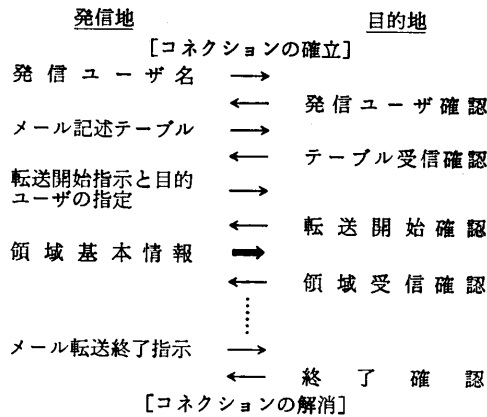 発信地 目的地
[コネクションの確立]
発信ユーザ名 →
← 発信ユーザ確認
メール記述テーブル →
← テーブル受信確認
転送開始指示と目的
ユーザの指定 →
← 転送開始確認
領域基本情報 ➡
← 領域受信確認
メール転送終了指示 →
← 終了確認
[コネクションの解消]